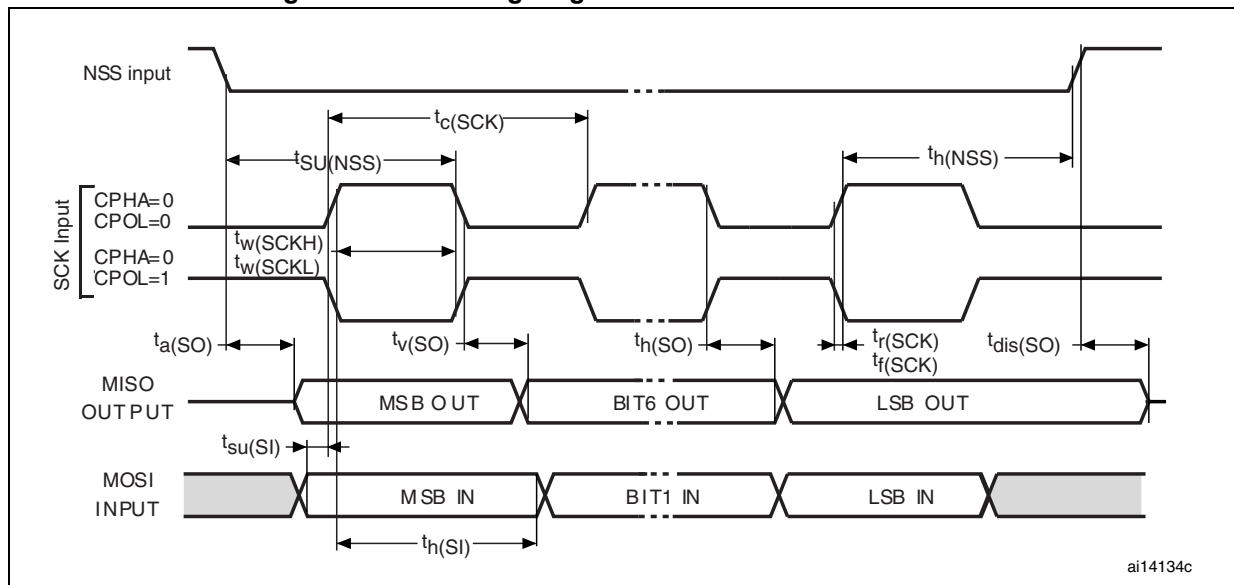 NSS input
tc(SCK)
tSU(NSS)
th(NSS)
SCK Input
CPHA=0
CPOL=0
tw(SCKH)
CPHA=0
tw(SCKL)
CPOL=1
ta(SO)
tv(SO)
th(SO)
tr(SCK)
tf(SCK)
tdis(SO)
MISO
OUTPUT
MSB OUT
BIT6 OUT
LSB OUT
tsu(SI)
MOSI
INPUT
MSB IN
BIT1 IN
LSB IN
th(SI)
ai14134c